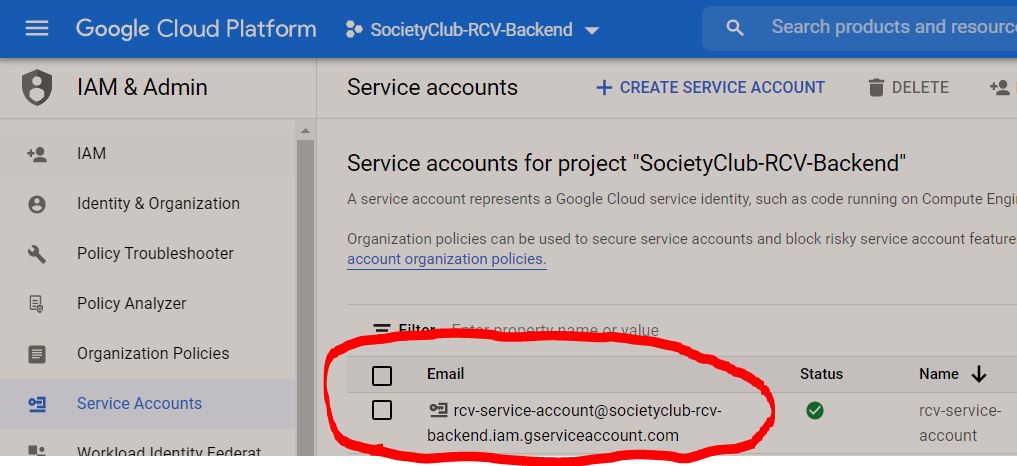 Google Cloud Platform
SocietyClub-RCV-Backend
Search products and resourc
IAM & Admin
Service accounts
CREATE SERVICE ACCOUNT
DELETE
IAM
Identity & Organization
Policy Troubleshooter
Policy Analyzer
Organization Policies
Service Accounts
Workload Identity Federat
Service accounts for project "SocietyClub-RCV-Backend"
A service account represents a Google Cloud service identity, such as code running on Compute Engi
Organization policies can be used to secure service accounts and block risky service account feature
account organization policies.
Filter Enter property name or value
Email Status Name
rcv-service-account@societyclub-rcv- rcv-service-
backend.iam.gserviceaccount.com account